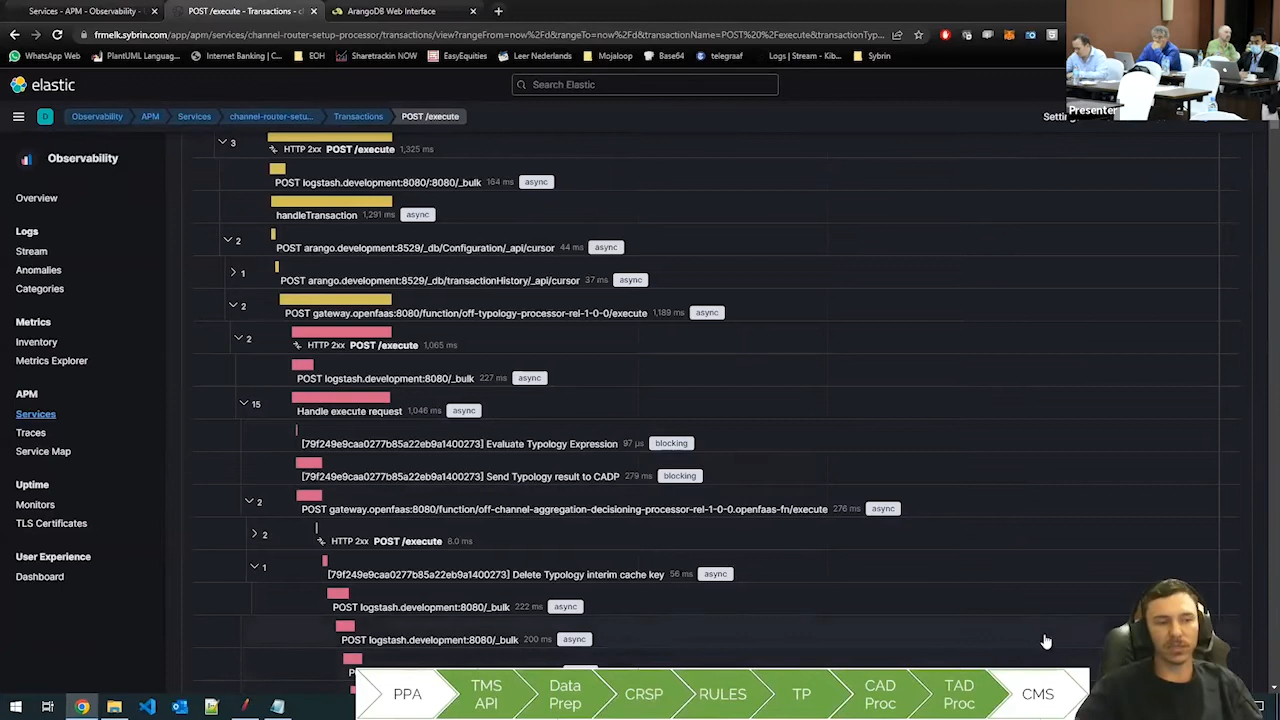 Services - APM - Observability -
POST /execute - Transactions - c
ArangoDB Web Interface
frmelk.sybrin.com/app/apm/services/channel-router-setup-processor/transactions/view?rangeFrom=now%2Fd&rangeTo=now%2Fd&transactionName=POST%20%2Fexecute&transactionTyp...
WhatsApp Web
PlantUML Languag...
Internet Banking | C...
EOH
Sharetrackin NOWTH
EasyEquities
Leer Nederlands
Mojaloop
Base64
telegraaf
Logs | Stream - Kib...
Sybrin
elastic
Search Elastic
D
Observability
APM
Services
channel-router-setu...
Transactions
POST /execute
Presenter
Observability
Overview
Logs
Stream
Anomalies
Categories
Metrics
Inventory
Metrics Explorer
APM
Services
Traces
Service Map
Uptime
Monitors
TLS Certificates
User Experience
Dashboard
3
HTTP 2xx POST /execute 1,325 ms
POST logstash.development:8080/:8080/_bulk 164 ms async
handleTransaction 1,291 ms async
2
POST arango.development:8529/_db/Configuration/_api/cursor 44 ms async
1
POST arango.development:8529/_db/transactionHistory/_api/cursor 37 ms async
2
POST gateway.openfaas:8080/function/off-typology-processor-rel-1-0-0/execute 1,189 ms async
2
HTTP 2xx POST /execute 1,065 ms
POST logstash.development:8080/_bulk 227 ms async
15
Handle execute request 1,046 ms async
[79f249e9caa0277b85a22eb9a1400273] Evaluate Typology Expression 97 μs blocking
[79f249e9caa0277b85a22eb9a1400273] Send Typology result to CADP 279 ms blocking
2
POST gateway.openfaas:8080/function/off-channel-aggregation-decisioning-processor-rel-1-0-0.openfaas-fn/execute 276 ms async
2
HTTP 2xx POST /execute 8.0 ms
1
[79f249e9caa0277b85a22eb9a1400273] Delete Typology interim cache key 56 ms async
POST logstash.development:8080/_bulk 222 ms async
POST logstash.development:8080/_bulk 200 ms async
PPA
TMS API
Data Prep
CRSP
RULES
TP
CAD Proc
TAD Proc
CMS